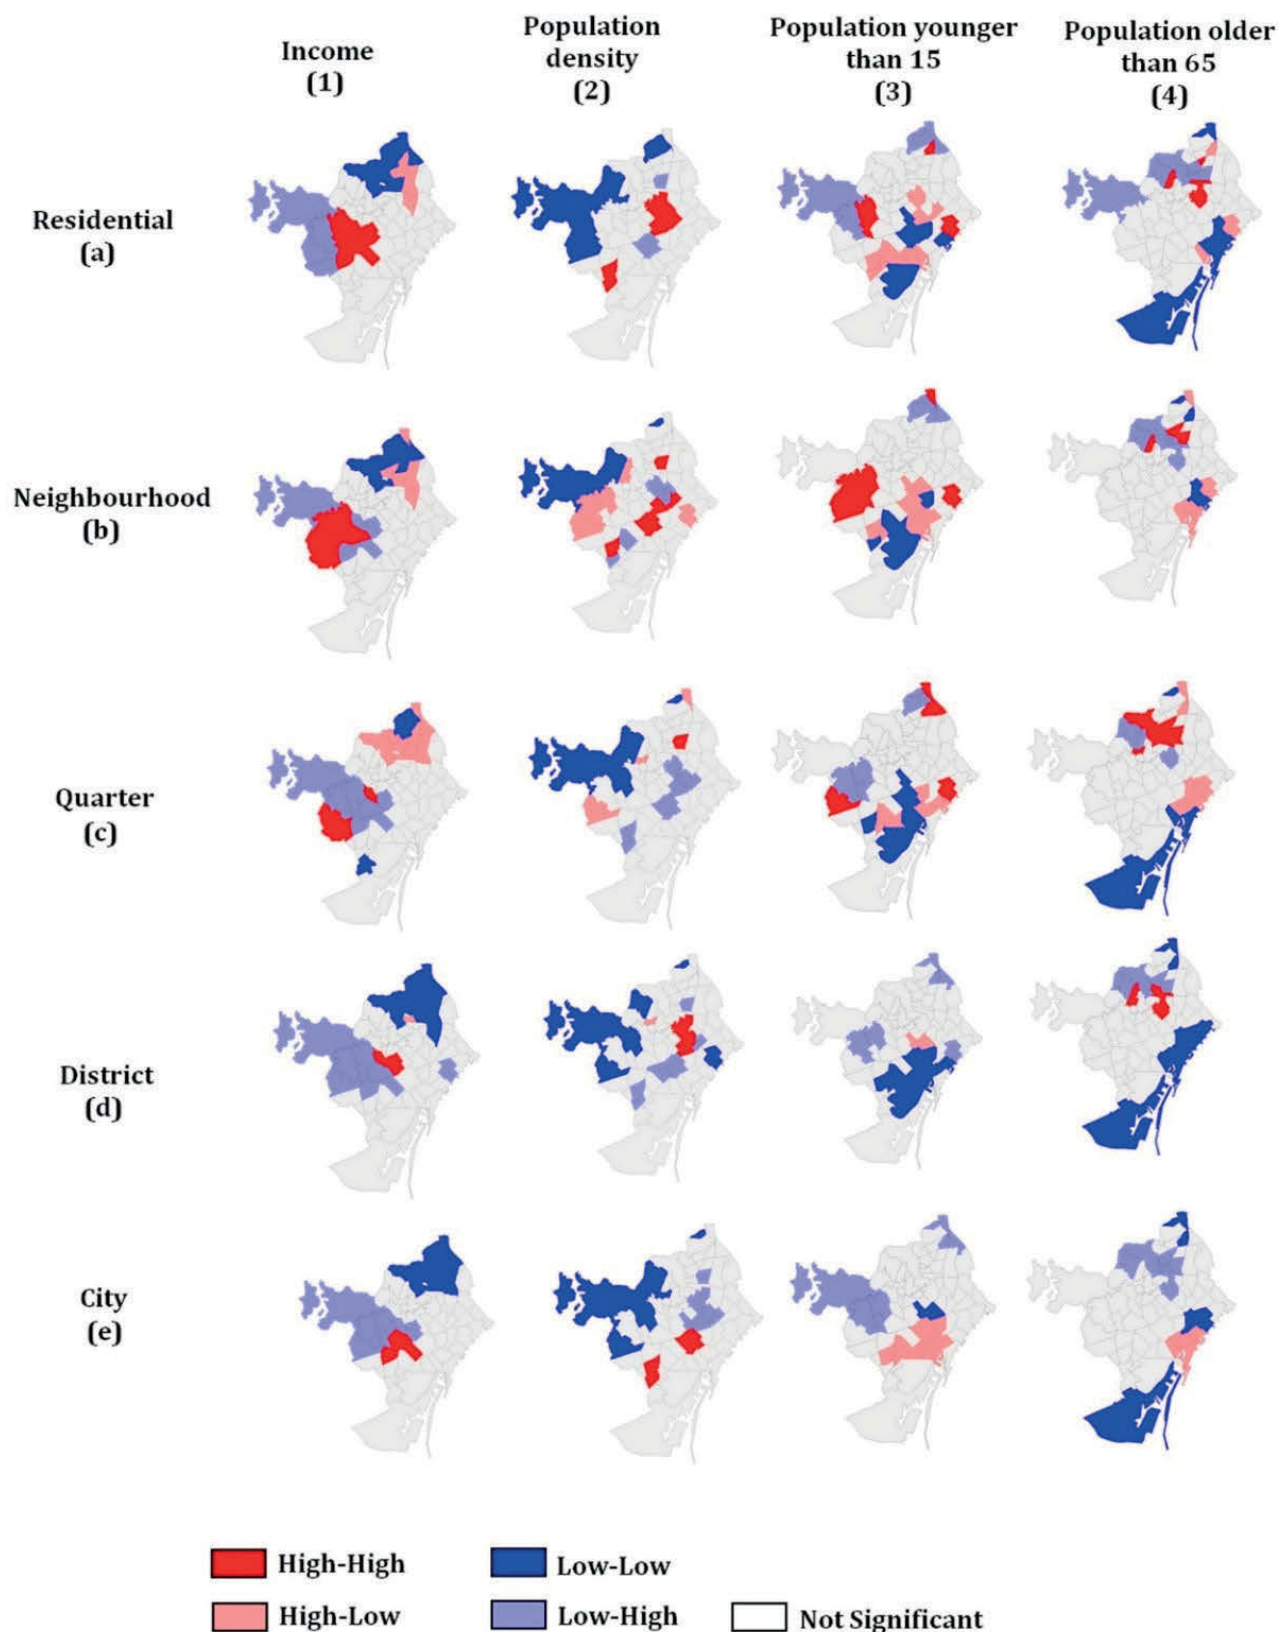 Income
(1)
Population
density
(2)
Population younger
than 15
(3)
Population older
than 65
(4)
Residential
(a)
Neighbourhood
(b)
Quarter
(c)
District
(d)
City
(e)
High-High
Low-Low
High-Low
Low-High
Not Significant